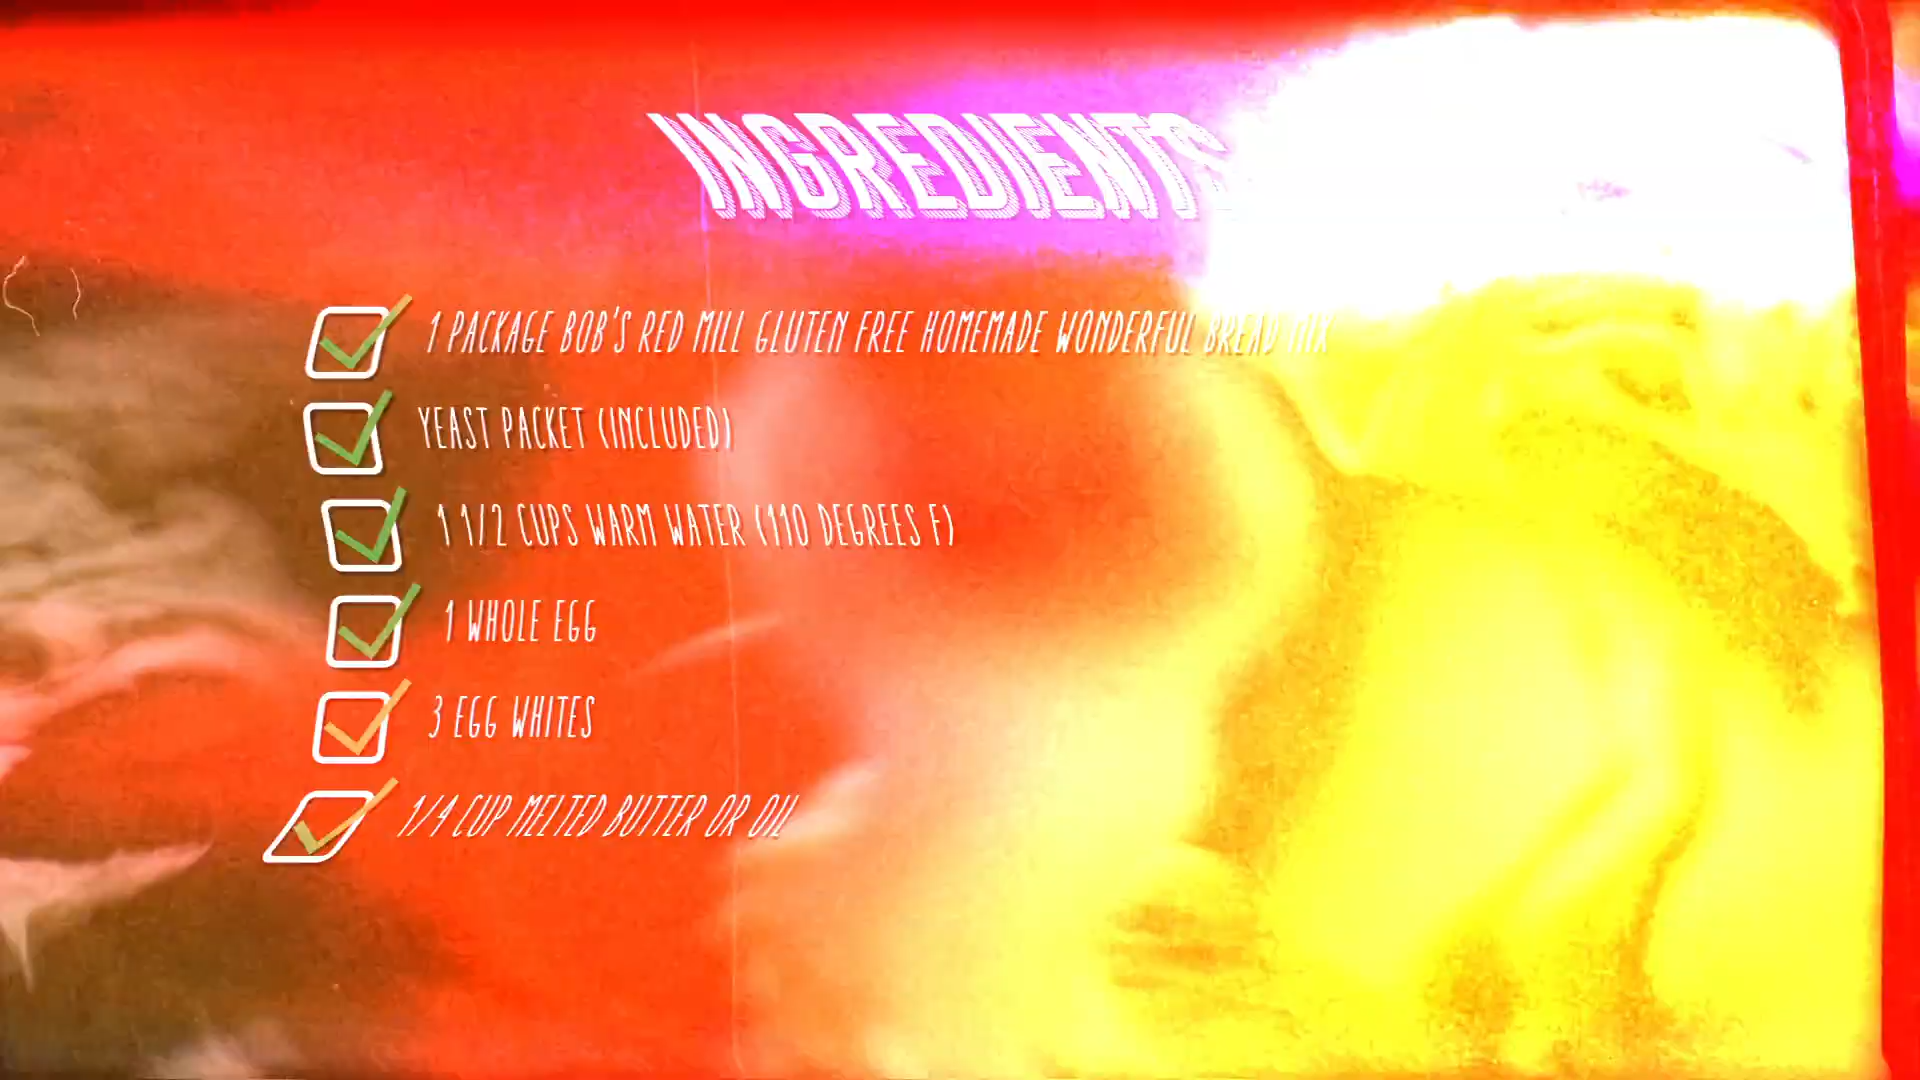 INGREDIENTS
1 PACKAGE BOB'S RED MILL GLUTEN FREE HOMEMADE WONDERFUL BREAD MIX
YEAST PACKET (INCLUDED)
1 1/2 CUPS WARM WATER (110 DEGREES F)
1 WHOLE EGG
3 EGG WHITES
1/4 CUP MELTED BUTTER OR OIL